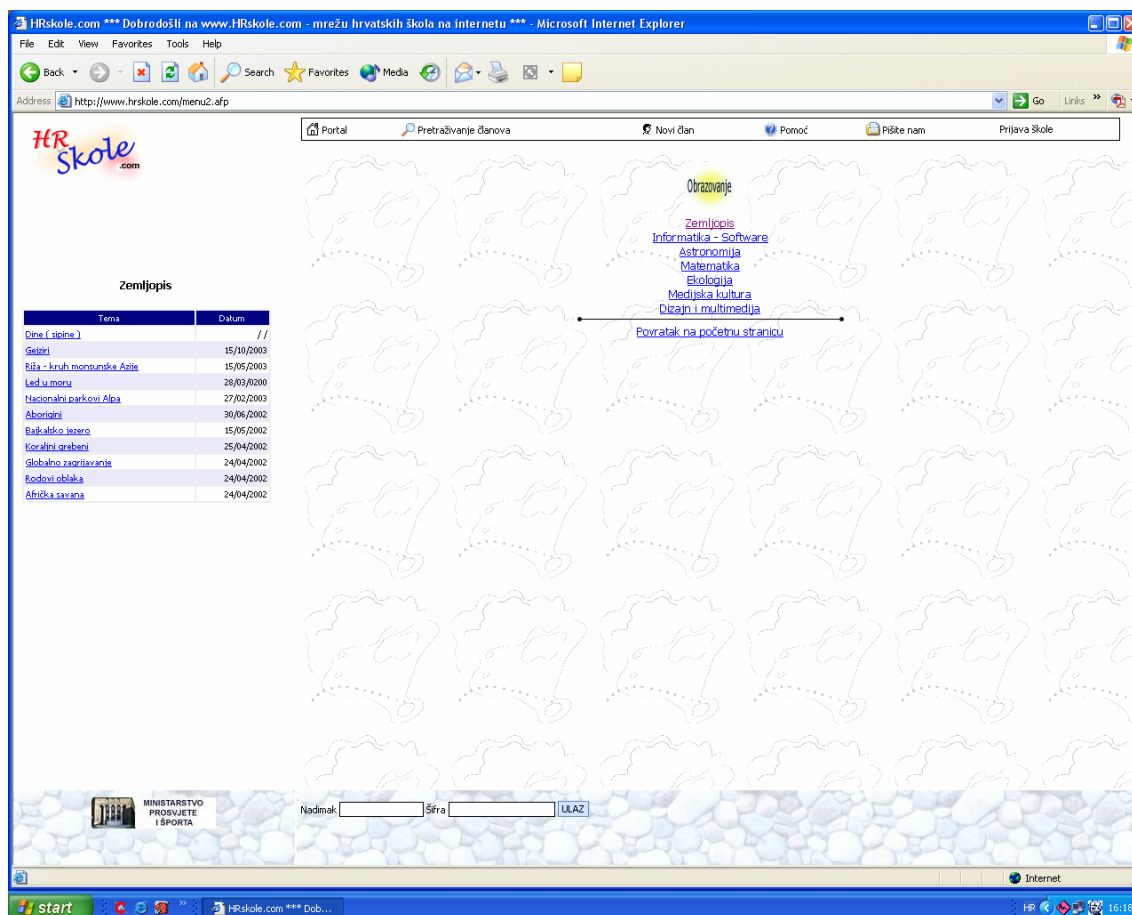 HRskole.com *** Dobrodošli na www.HRskole.com - mrežu hrvatskih škola na internetu *** - Microsoft Internet Explorer
File Edit View Favorites Tools Help
Back Search Favorites Media
Address http://www.hrskole.com/menu2.afp Go Links »
HR Skole .com
Portal Pretraživanje članova Novi član Pomoć Pišite nam Prijava škole
Obrazovanje
Zemljopis
Informatika - Software
Astronomija
Matematika
Ekologija
Medijska kultura
Dizajn i multimedija
Povratak na početnu stranicu
Zemljopis
Tema Datum
Dine ( sipine ) / /
Gejziri 15/10/2003
Riža - kruh monsunske Azije 15/05/2003
Led u moru 28/03/0200
Nacionalni parkovi Alpa 27/02/2003
Aborigini 30/06/2002
Bajkalsko jezero 15/05/2002
Koraljni grebeni 25/04/2002
Globalno zagrijavanje 24/04/2002
Rodovi oblaka 24/04/2002
Afrička savana 24/04/2002
MINISTARSTVO
PROSVJETE
I ŠPORTA
Nadimak Šifra ULAZ
Internet
start » HRskole.com *** Dob... HR 16:18